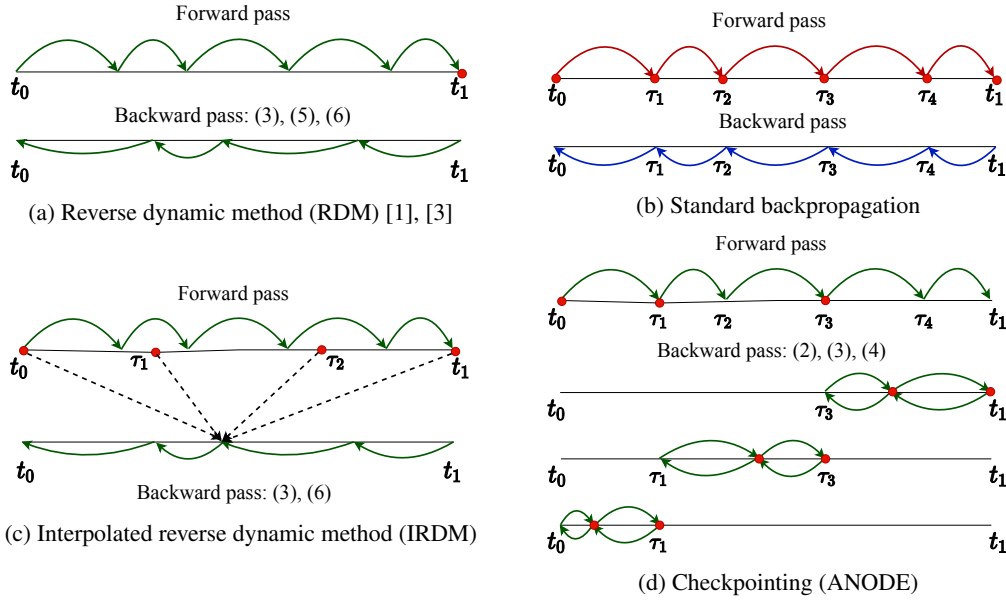 Forward pass
t₀ t₁
Backward pass: (3), (5), (6)
t₀ t₁
(a) Reverse dynamic method (RDM) [1], [3]
Forward pass
t₀ τ₁ τ₂ τ₃ τ₄ t₁
Backward pass
t₀ τ₁ τ₂ τ₃ τ₄ t₁
(b) Standard backpropagation
Forward pass
t₀ τ₁ τ₂ t₁
t₀ t₁
Backward pass: (3), (6)
(c) Interpolated reverse dynamic method (IRDM)
Forward pass
t₀ τ₁ τ₂ τ₃ τ₄ t₁
Backward pass: (2), (3), (4)
t₀ τ₃ t₁
t₀ τ₁ τ₃ t₁
t₀ τ₁ t₁
(d) Checkpointing (ANODE)